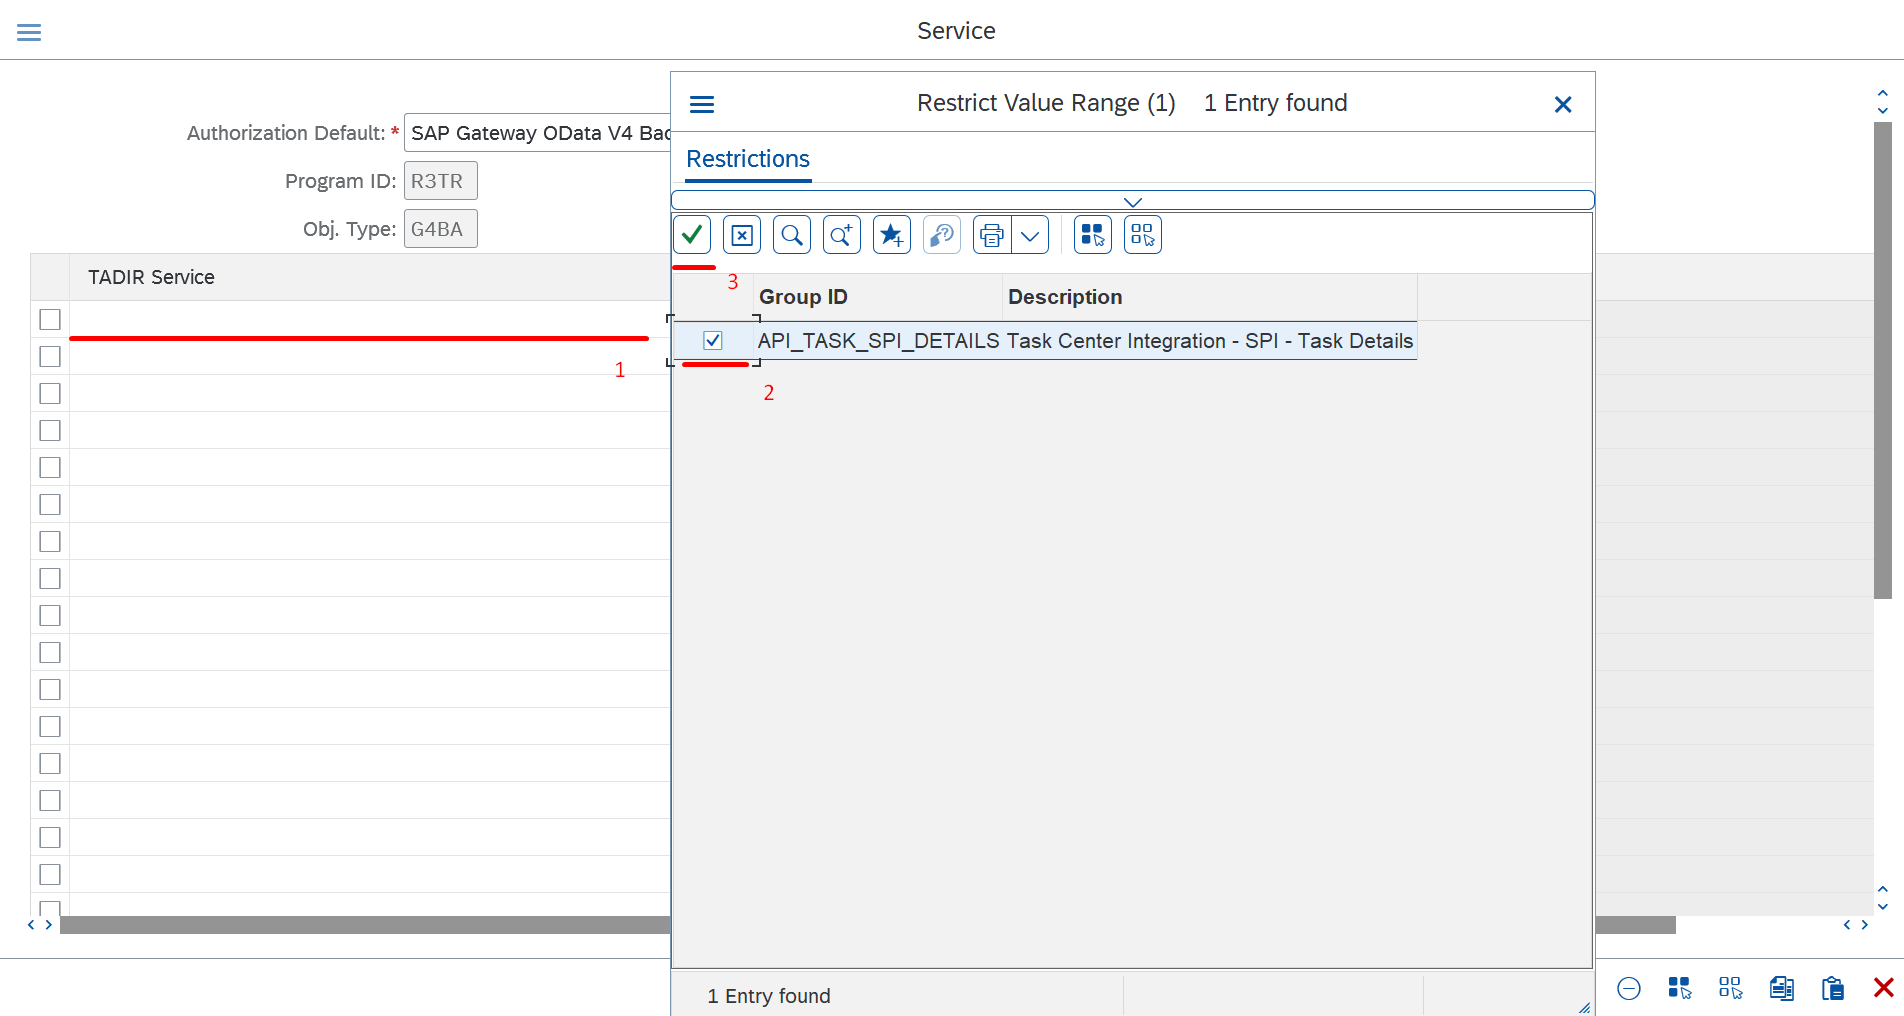 Service
Restrict Value Range (1) 1 Entry found
Authorization Default: * SAP Gateway OData V4 Bac
Restrictions
Program ID: R3TR
Obj. Type: G4BA
TADIR Service
3
Group ID Description
API_TASK_SPI_DETAILS Task Center Integration - SPI - Task Details
1
2
1 Entry found